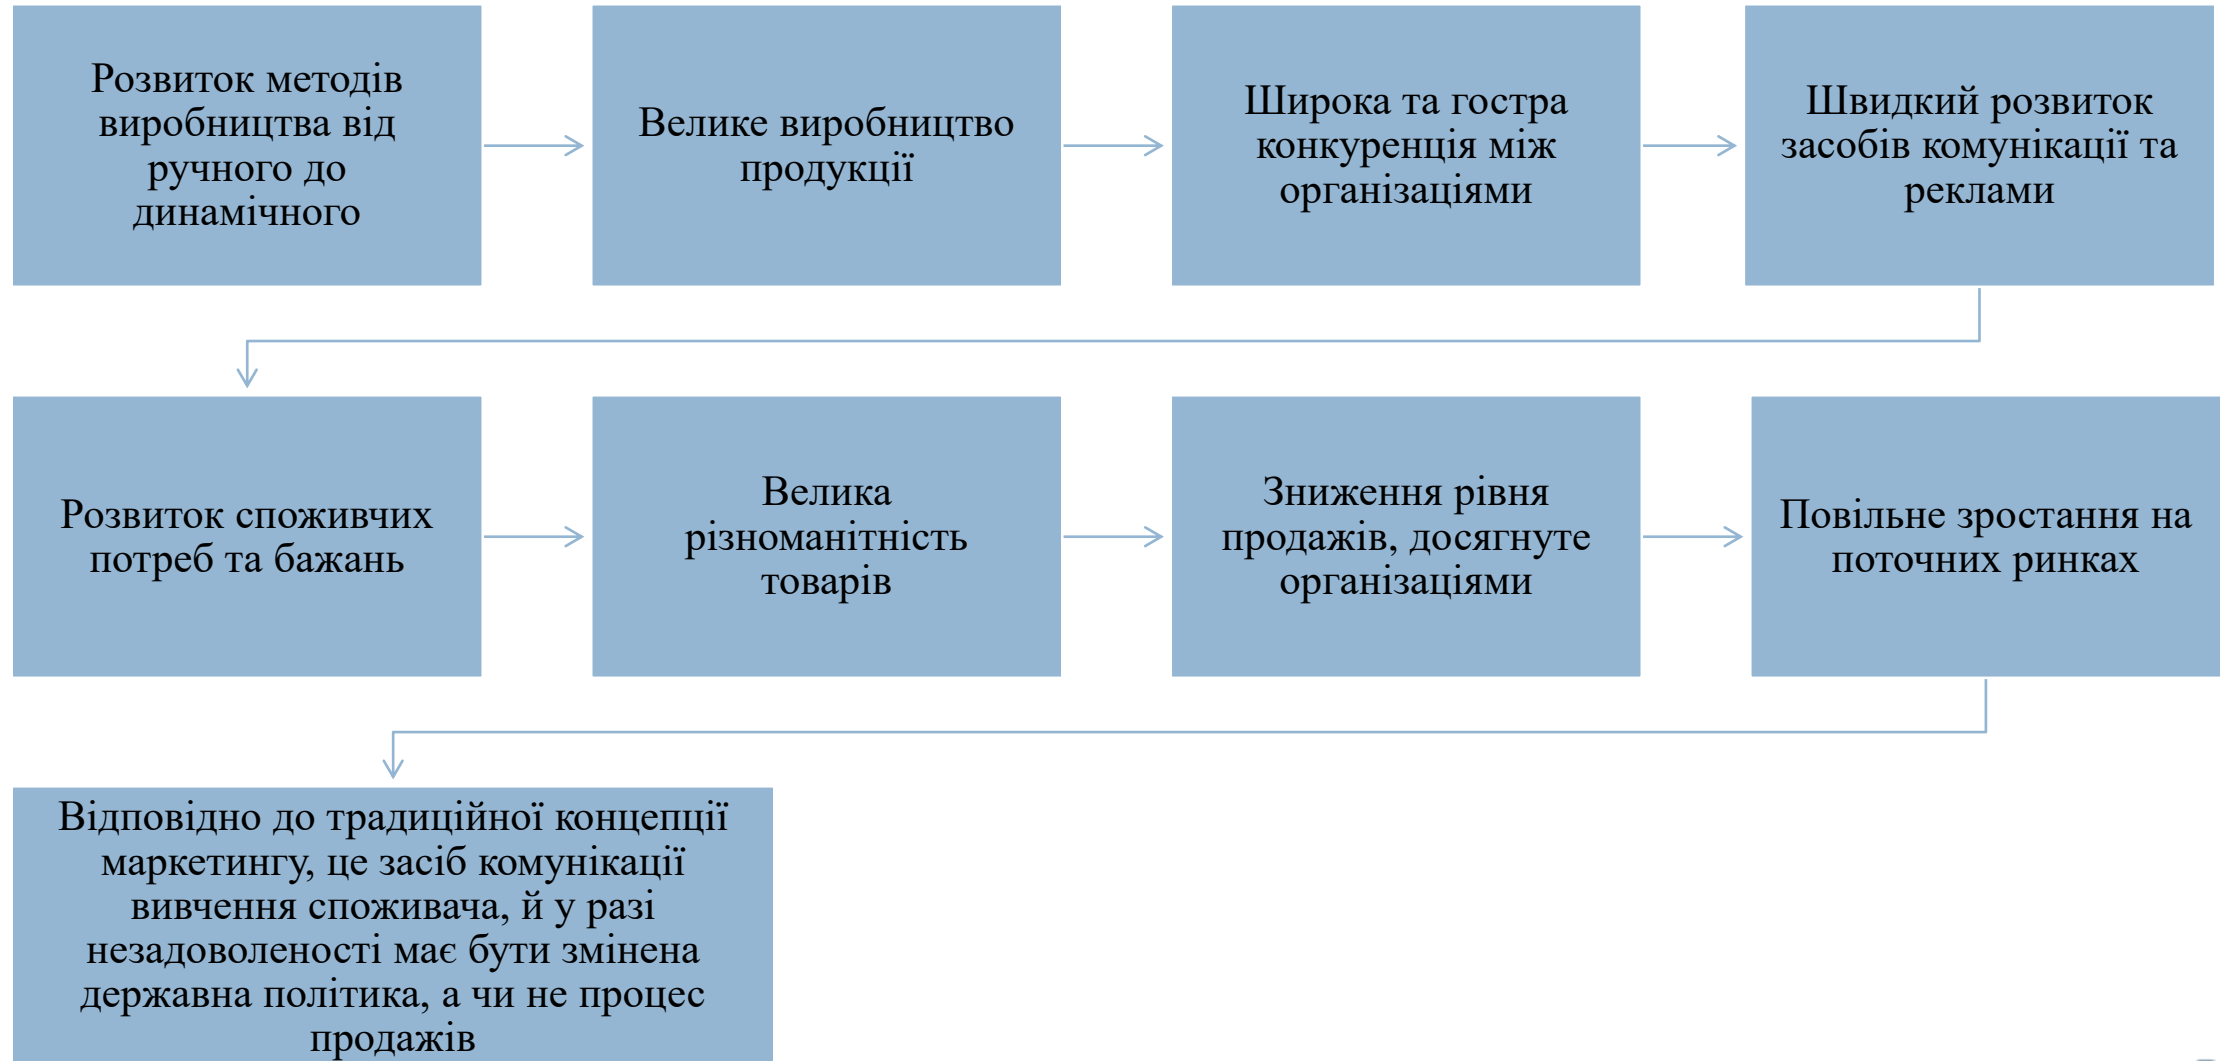 Розвиток методів
виробництва від
ручного до
динамічного
Велике виробництво
продукції
Широка та гостра
конкуренція між
організаціями
Швидкий розвиток
засобів комунікації та
реклами
Розвиток споживчих
потреб та бажань
Велика
різноманітність
товарів
Зниження рівня
продажів, досягнуте
організаціями
Повільне зростання на
поточних ринках
Відповідно до традиційної концепції
маркетингу, це засіб комунікації
вивчення споживача, й у разі
незадоволеності має бути змінена
державна політика, а чи не процес
продажів